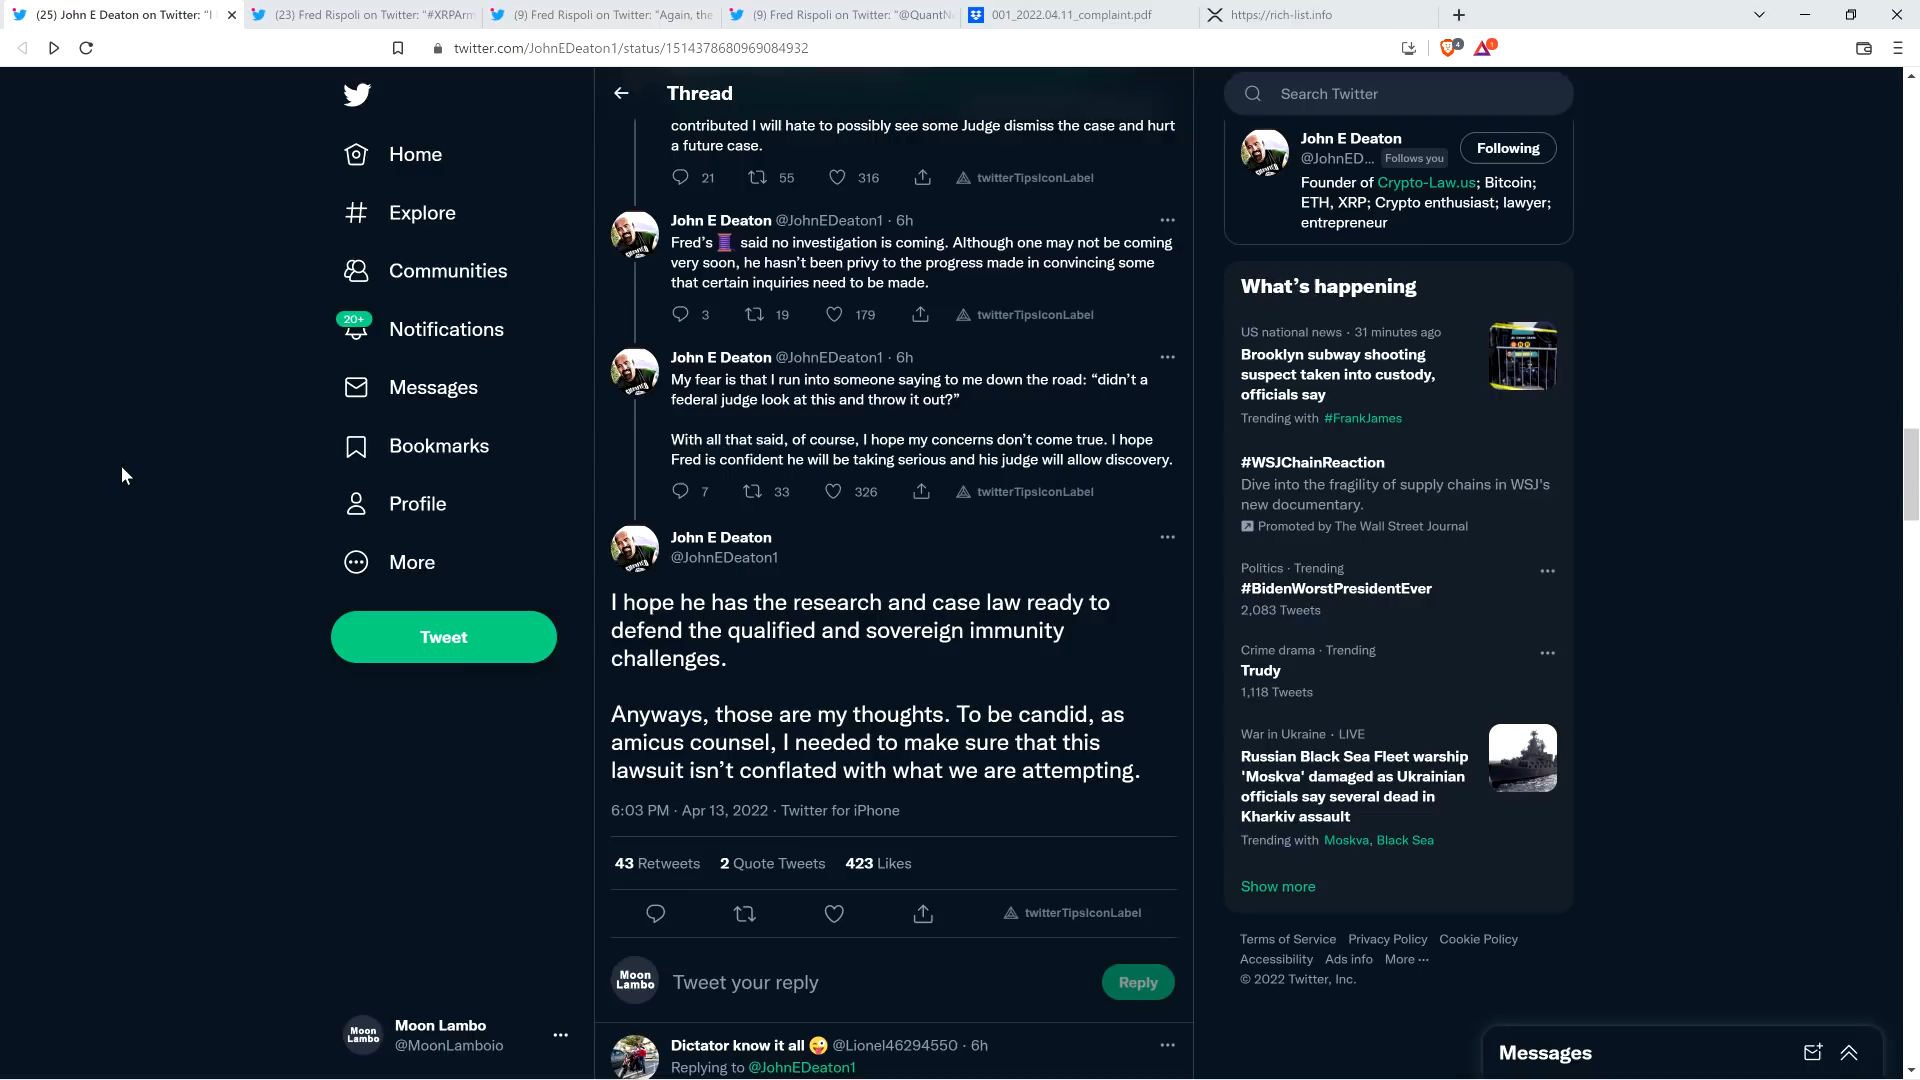 (25) John E Deaton on Twitter: "I
(23) Fred Rispoli on Twitter: "#XRPArm
(9) Fred Rispoli on Twitter: "Again, the
(9) Fred Rispoli on Twitter: "@QuantNe
001_2022.04.11_complaint.pdf
https://rich-list.info
twitter.com/JohnEDeaton1/status/1514378680969084932
4
1
Home
Explore
Communities
20+
Notifications
Messages
Bookmarks
Profile
More
Tweet
Moon Lambo
Moon Lambo
@MoonLamboio
Thread
contributed I will hate to possibly see some Judge dismiss the case and hurt
a future case.
21 55 316 twitterTipsIconLabel
John E Deaton @JohnEDeaton1 · 6h
Fred's 🧵 said no investigation is coming. Although one may not be coming
very soon, he hasn't been privy to the progress made in convincing some
that certain inquiries need to be made.
3 19 179 twitterTipsIconLabel
John E Deaton @JohnEDeaton1 · 6h
My fear is that I run into someone saying to me down the road: “didn't a
federal judge look at this and throw it out?”
With all that said, of course, I hope my concerns don't come true. I hope
Fred is confident he will be taking serious and his judge will allow discovery.
7 33 326 twitterTipsIconLabel
John E Deaton
@JohnEDeaton1
I hope he has the research and case law ready to
defend the qualified and sovereign immunity
challenges.
Anyways, those are my thoughts. To be candid, as
amicus counsel, I needed to make sure that this
lawsuit isn't conflated with what we are attempting.
6:03 PM · Apr 13, 2022 · Twitter for iPhone
43 Retweets 2 Quote Tweets 423 Likes
twitterTipsIconLabel
Moon
Lambo
Tweet your reply
Reply
Dictator know it all 😜 @Lionel46294550 · 6h
Replying to @JohnEDeaton1
Search Twitter
John E Deaton
@JohnED... Follows you
Following
Founder of Crypto-Law.us; Bitcoin;
ETH, XRP; Crypto enthusiast; lawyer;
entrepreneur
What's happening
US national news · 31 minutes ago
Brooklyn subway shooting
suspect taken into custody,
officials say
Trending with #FrankJames
#WSJChainReaction
Dive into the fragility of supply chains in WSJ's
new documentary.
Promoted by The Wall Street Journal
Politics · Trending
#BidenWorstPresidentEver
2,083 Tweets
Crime drama · Trending
Trudy
1,118 Tweets
War in Ukraine · LIVE
Russian Black Sea Fleet warship
'Moskva' damaged as Ukrainian
officials say several dead in
Kharkiv assault
Trending with Moskva, Black Sea
Show more
Terms of Service Privacy Policy Cookie Policy
Accessibility Ads info More ···
© 2022 Twitter, Inc.
Messages